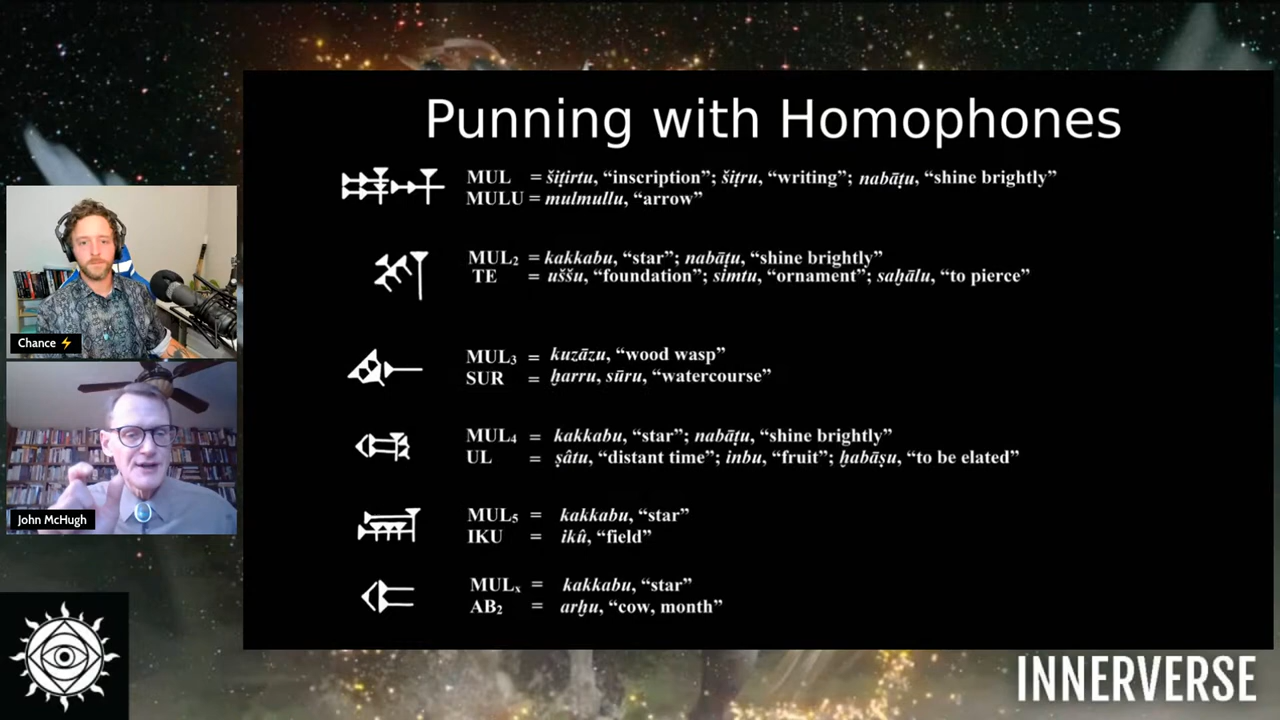 Punning with Homophones
MUL = šiṭirtu, “inscription”; šiṭru, “writing”; nabāṭu, “shine brightly”
MULU = mulmullu, “arrow”
MUL₂ = kakkabu, “star”; nabāṭu, “shine brightly”
TE = uššu, “foundation”; simtu, “ornament”; saḫālu, “to pierce”
MUL₃ = kuzāzu, “wood wasp”
SUR = ḫarru, sūru, “watercourse”
MUL₄ = kakkabu, “star”; nabāṭu, “shine brightly”
UL = ṣâtu, “distant time”; inbu, “fruit”; ḫabāṣu, “to be elated”
MUL₅ = kakkabu, “star”
IKU = ikû, “field”
MULₓ = kakkabu, “star”
AB₂ = arḫu, “cow, month”
Chance ⚡
John McHugh
INNERVERSE